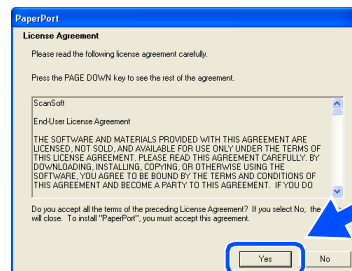 PaperPort
License Agreement
Please read the following license agreement carefully.
Press the PAGE DOWN key to see the rest of the agreement.
ScanSoft
End-User License Agreement
THE SOFTWARE AND MATERIALS PROVIDED WITH THIS AGREEMENT ARE
LICENSED, NOT SOLD, AND AVAILABLE FOR USE ONLY UNDER THE TERMS OF
THIS LICENSE AGREEMENT. PLEASE READ THIS AGREEMENT CAREFULLY. BY
DOWNLOADING, INSTALLING, COPYING, OR OTHERWISE USING THE
SOFTWARE, YOU AGREE TO BE BOUND BY THE TERMS AND CONDITIONS OF
THIS AGREEMENT AND BECOME A PARTY TO THIS AGREEMENT. IF YOU DO
Do you accept all the terms of the preceding License Agreement? If you select No, the
will close. To install "PaperPort", you must accept this agreement.
Yes No